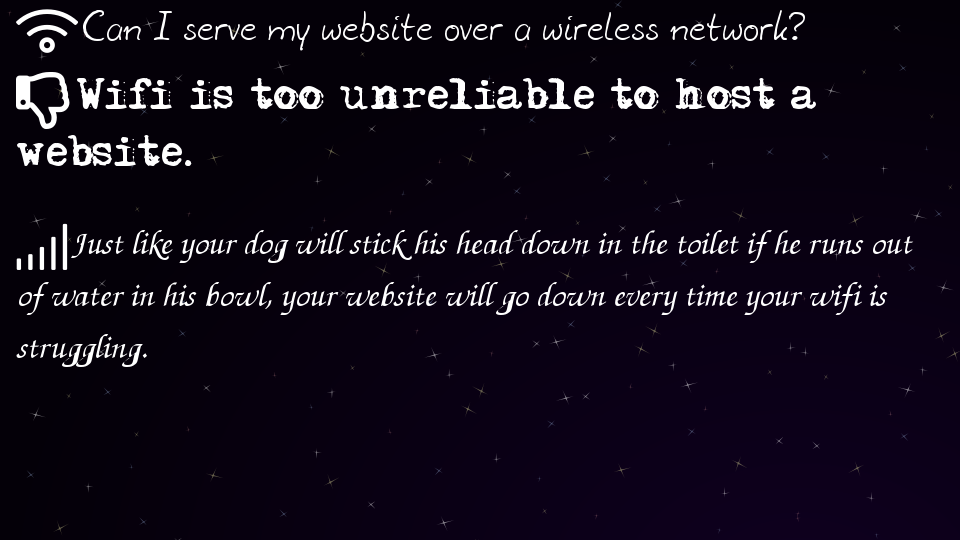 Can I serve my website over a wireless network?
Wifi is too unreliable to host a
website.
Just like your dog will stick his head down in the toilet if he runs out
of water in his bowl, your website will go down every time your wifi is
struggling.